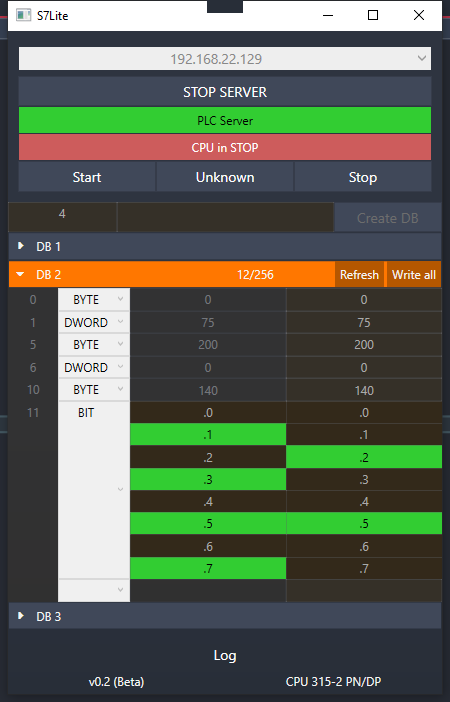 S7Lite
192.168.22.129
STOP SERVER
PLC Server
CPU in STOP
Start Unknown Stop
4 Create DB
DB 1
DB 2 12/256 Refresh Write all
0 BYTE 0 0
1 DWORD 75 75
5 BYTE 200 200
6 DWORD 0 0
10 BYTE 140 140
11 BIT .0 .0
.1 .1
.2 .2
.3 .3
.4 .4
.5 .5
.6 .6
.7 .7
DB 3
Log
v0.2 (Beta) CPU 315-2 PN/DP